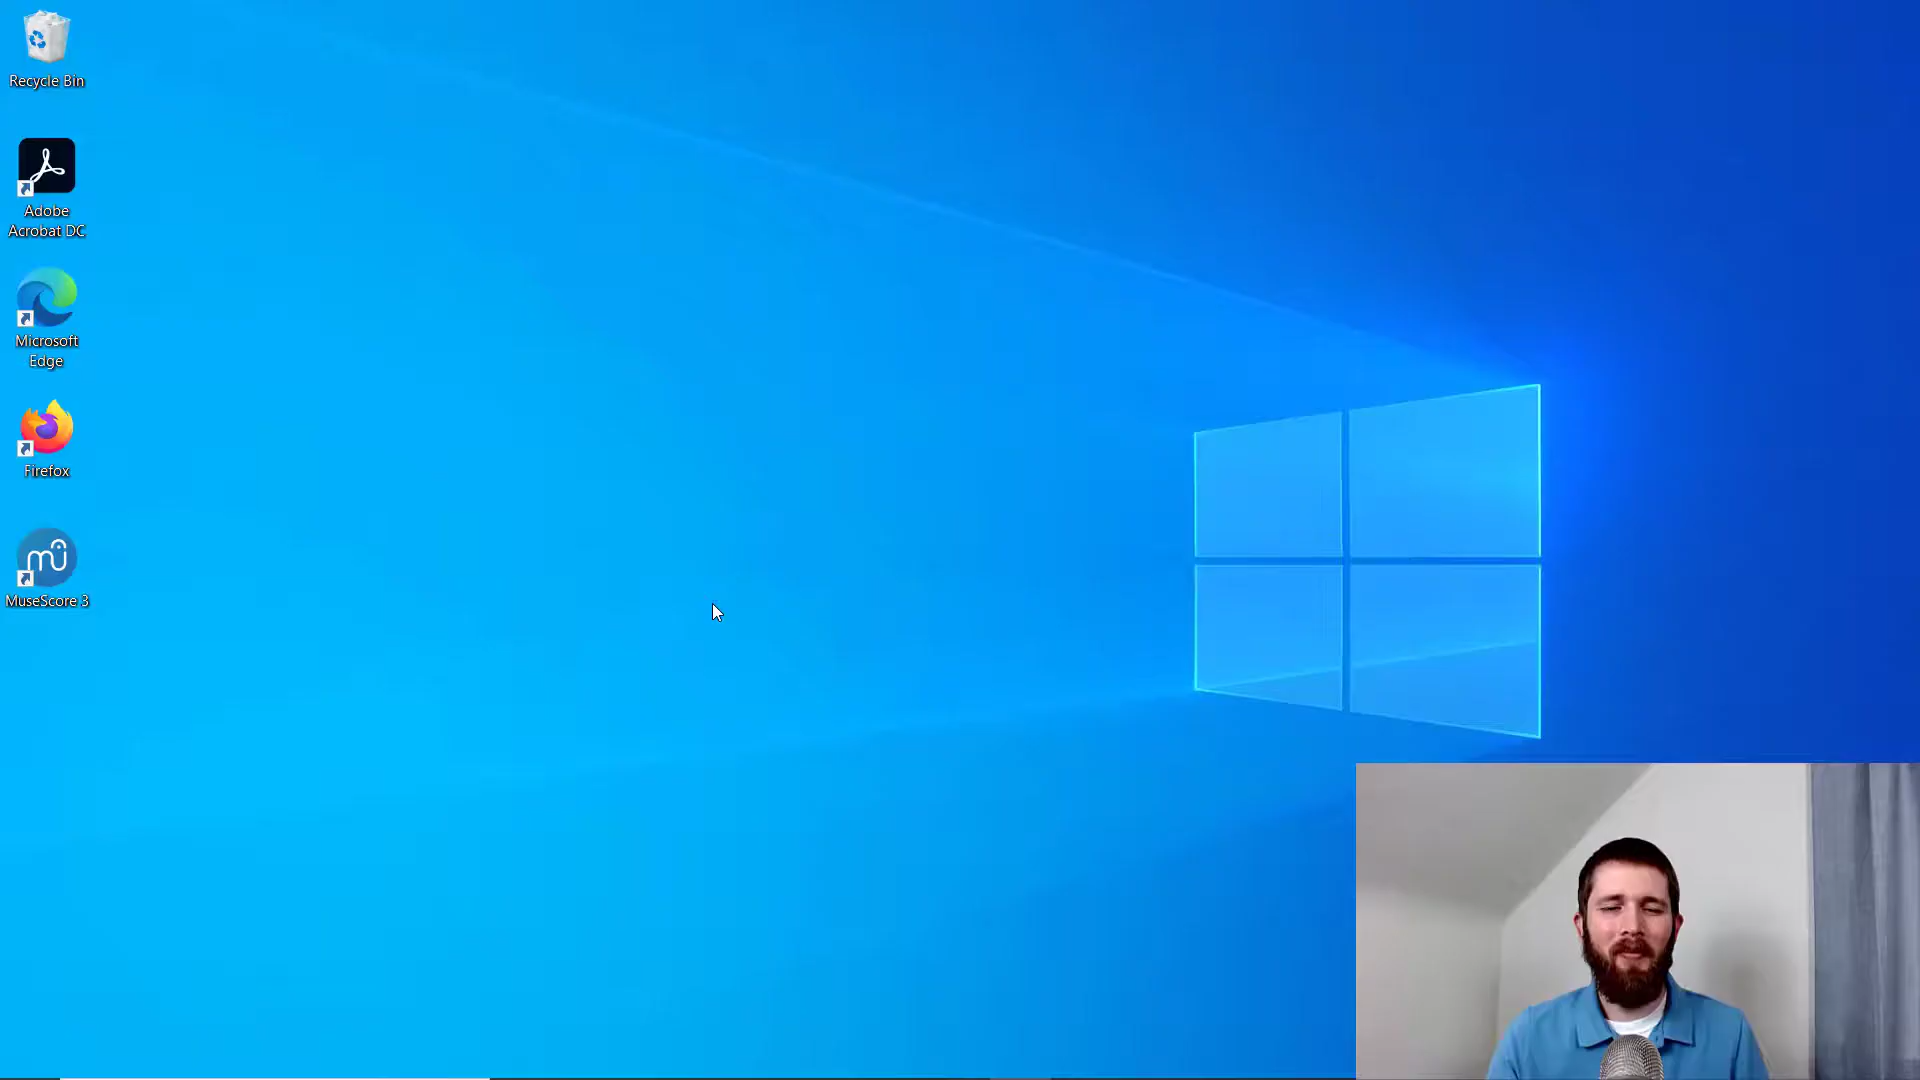 Recycle Bin
Adobe
Acrobat DC
Microsoft
Edge
Firefox
MuseScore 3